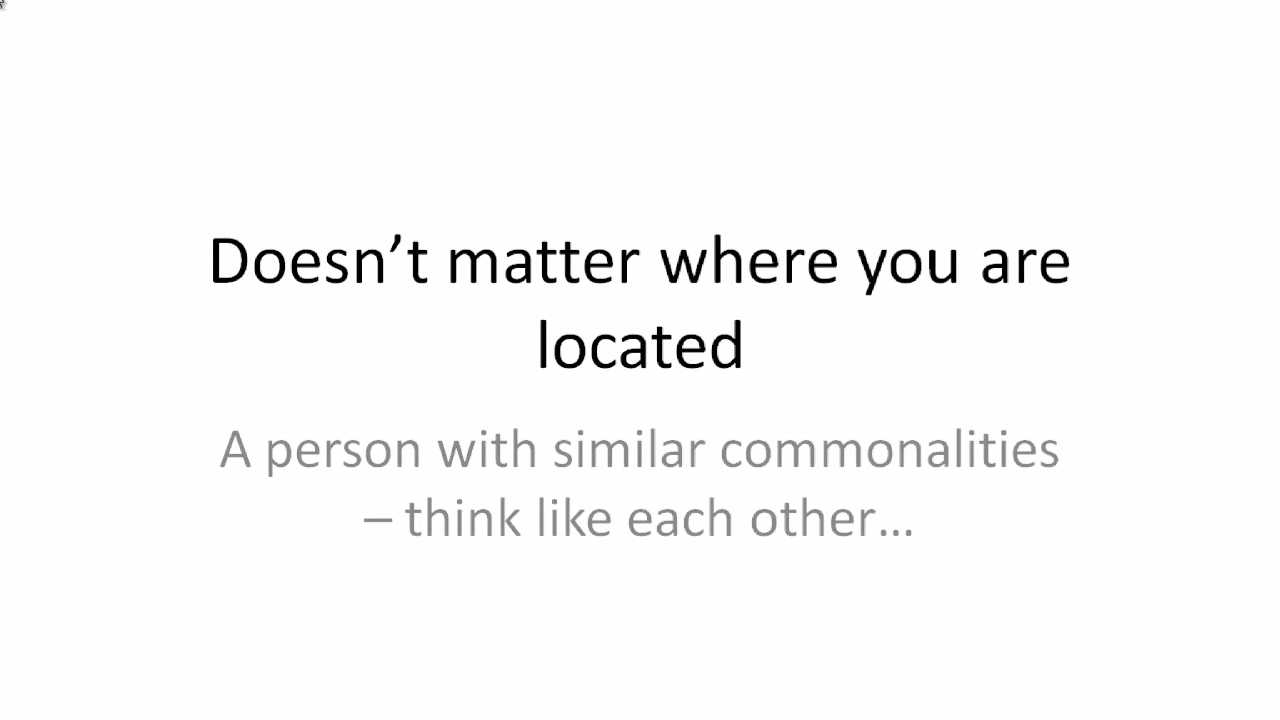 Doesn’t matter where you are
located
A person with similar commonalities
– think like each other…